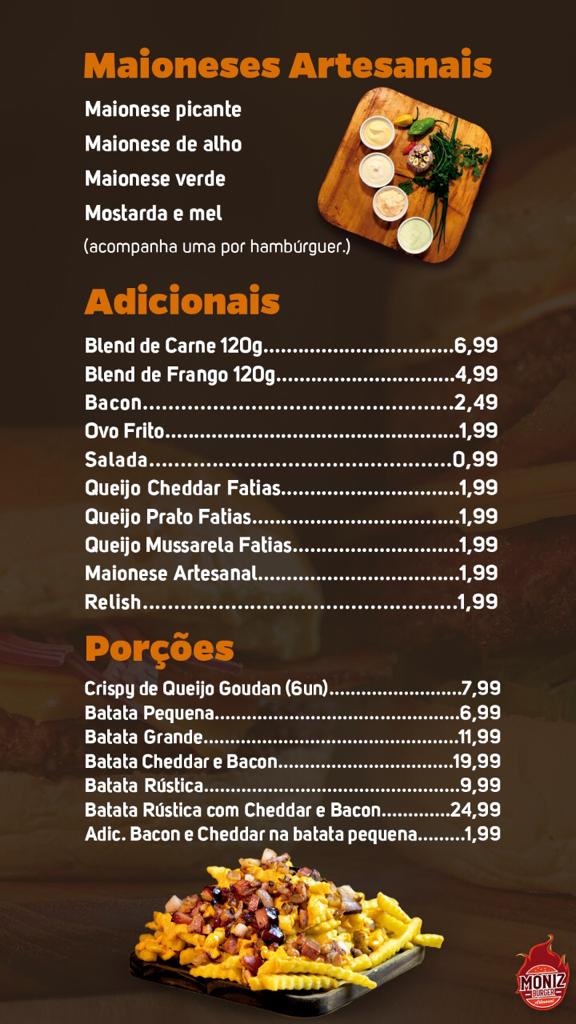 Maioneses Artesanais
Maionese picante
Maionese de alho
Maionese verde
Mostarda e mel
(acompanha uma por hambúrguer.)
Adicionais
Blend de Carne 120g...................................6,99
Blend de Frango 120g.................................4,99
Bacon........................................................2,49
Ovo Frito.....................................................1,99
Salada.......................................................0,99
Queijo Cheddar Fatias................................1,99
Queijo Prato Fatias.....................................1,99
Queijo Mussarela Fatias..............................1,99
Maionese Artesanal....................................1,99
Relish.........................................................1,99
Porções
Crispy de Queijo Goudan (6un).........................7,99
Batata Pequena..............................................6,99
Batata Grande................................................11,99
Batata Cheddar e Bacon.................................19,99
Batata Rústica................................................9,99
Batata Rústica com Cheddar e Bacon.............24,99
Adic. Bacon e Cheddar na batata pequena.........1,99
MONIZ
BURGER
Artesanal